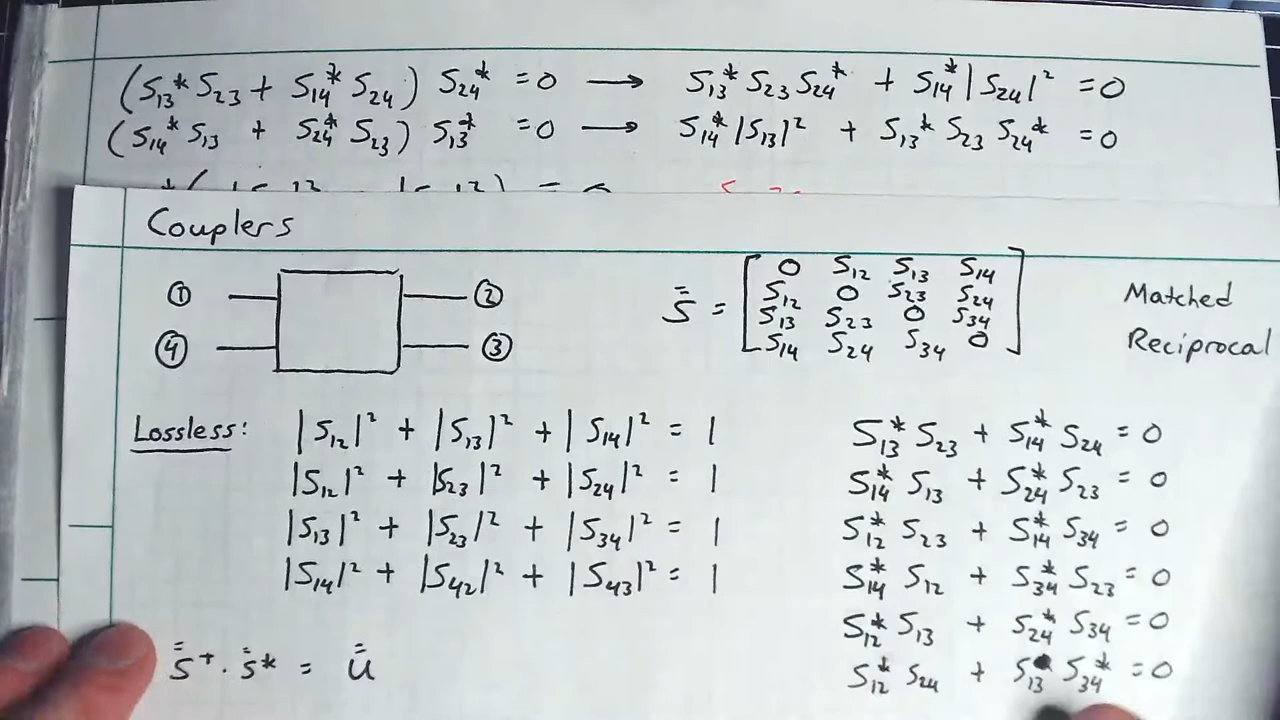 (S₁₃* S₂₃ + S₁₄* S₂₄) S₂₄* = 0 → S₁₃* S₂₃ S₂₄* + S₁₄* |S₂₄|² = 0
(S₁₄* S₁₃ + S₂₄* S₂₃) S₁₃* = 0 → S₁₄* |S₁₃|² + S₁₃* S₂₃ S₂₄* = 0
Couplers
① ②
④ ③
S̿ = [ 0 S₁₂ S₁₃ S₁₄
S₁₂ 0 S₂₃ S₂₄
S₁₃ S₂₃ 0 S₃₄
S₁₄ S₂₄ S₃₄ 0 ]
Matched
Reciprocal
Lossless: |S₁₂|² + |S₁₃|² + |S₁₄|² = 1
|S₁₂|² + |S₂₃|² + |S₂₄|² = 1
|S₁₃|² + |S₂₃|² + |S₃₄|² = 1
|S₁₄|² + |S₄₂|² + |S₄₃|² = 1
S̿⁺ · S̿* = U̿
S₁₃* S₂₃ + S₁₄* S₂₄ = 0
S₁₄* S₁₃ + S₂₄* S₂₃ = 0
S₁₂* S₂₃ + S₁₄* S₃₄ = 0
S₁₄* S₁₂ + S₃₄* S₂₃ = 0
S₁₂* S₁₃ + S₂₄* S₃₄ = 0
S₁₂* S₂₄ + S₁₃ S₃₄* = 0